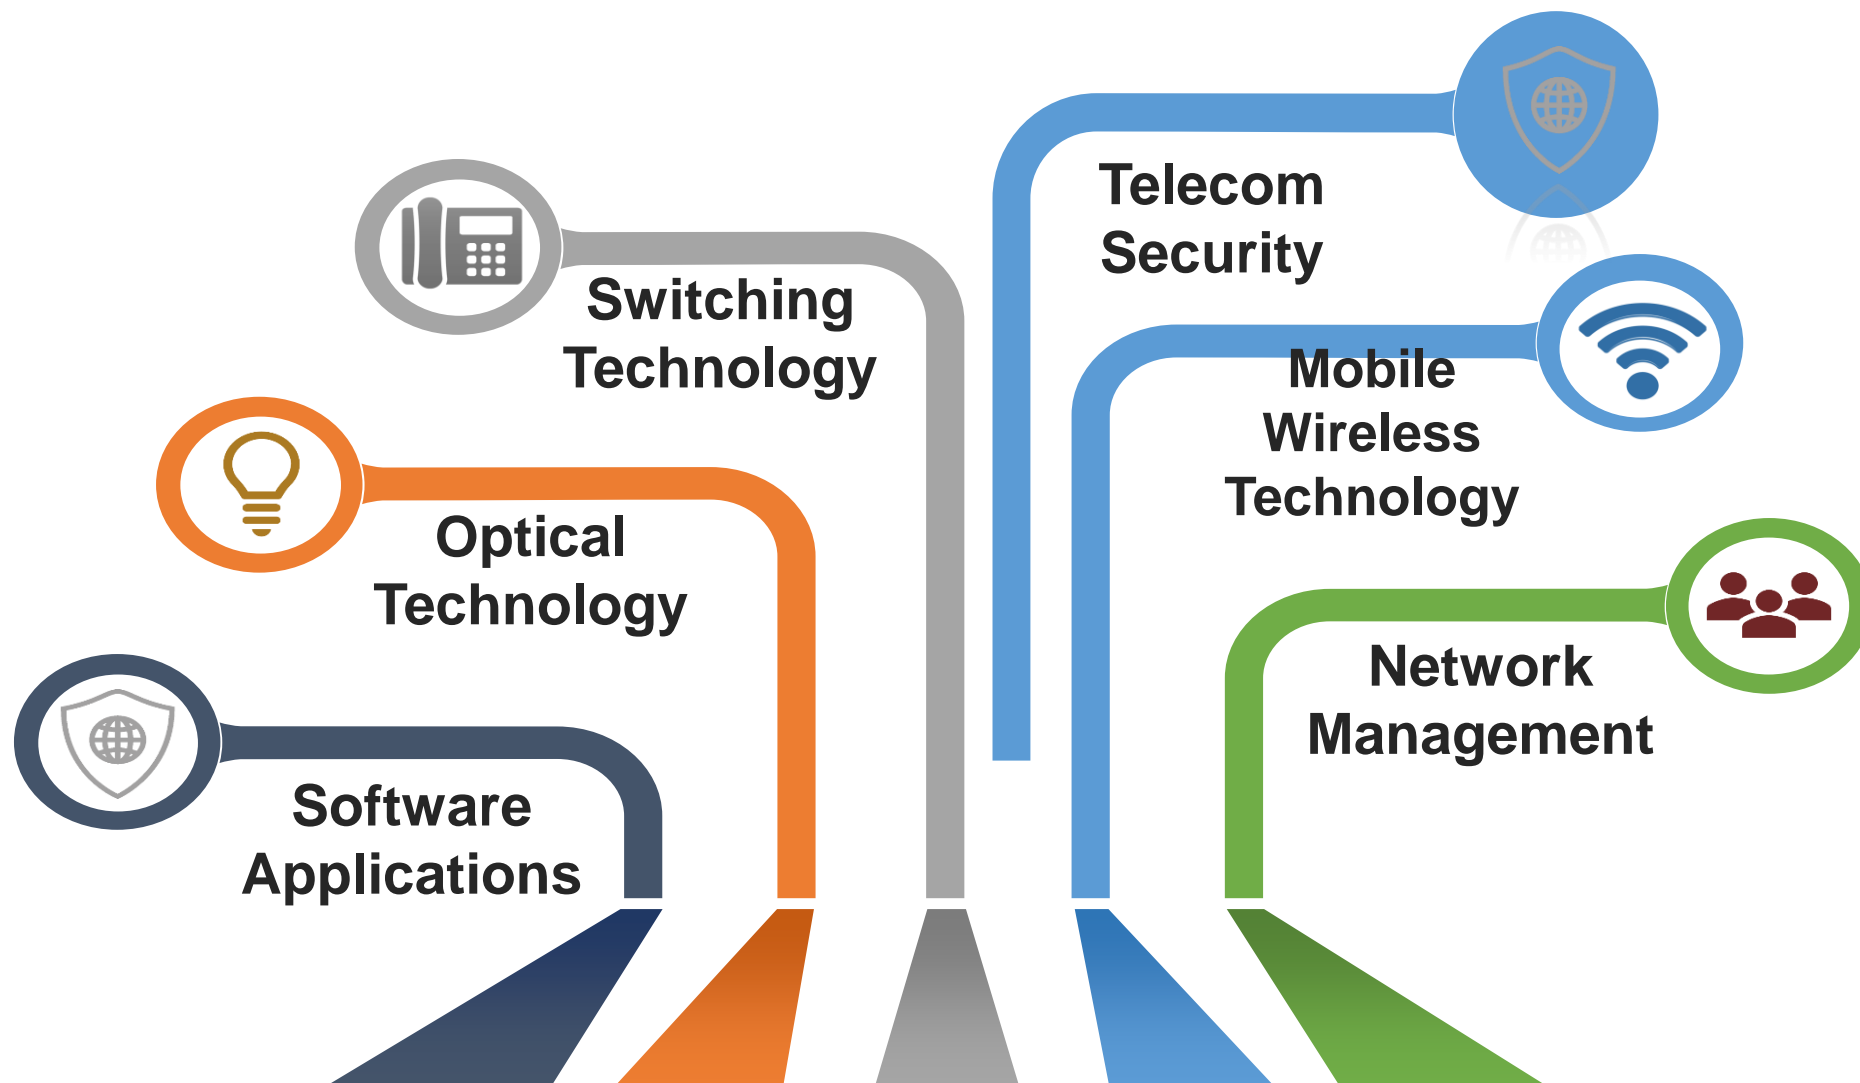 Telecom
Security
Switching
Technology
Mobile
Wireless
Technology
Optical
Technology
Network
Management
Software
Applications